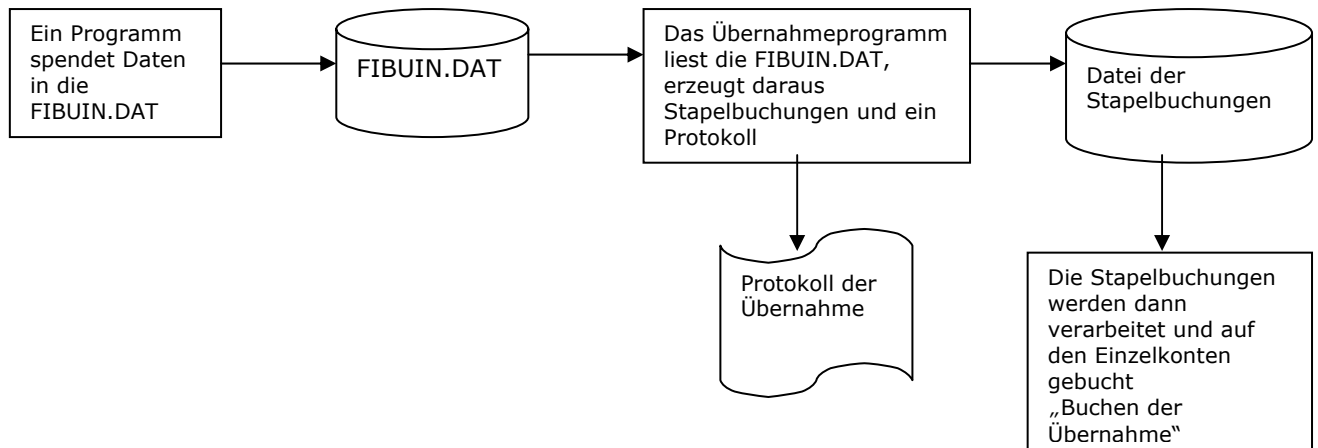 Ein Programm
spendet Daten
in die
FIBUIN.DAT
FIBUIN.DAT
Das Übernahmeprogramm
liest die FIBUIN.DAT,
erzeugt daraus
Stapelbuchungen und ein
Protokoll
Datei der
Stapelbuchungen
Protokoll der
Übernahme
Die Stapelbuchungen
werden dann
verarbeitet und auf
den Einzelkonten
gebucht
„Buchen der
Übernahme“